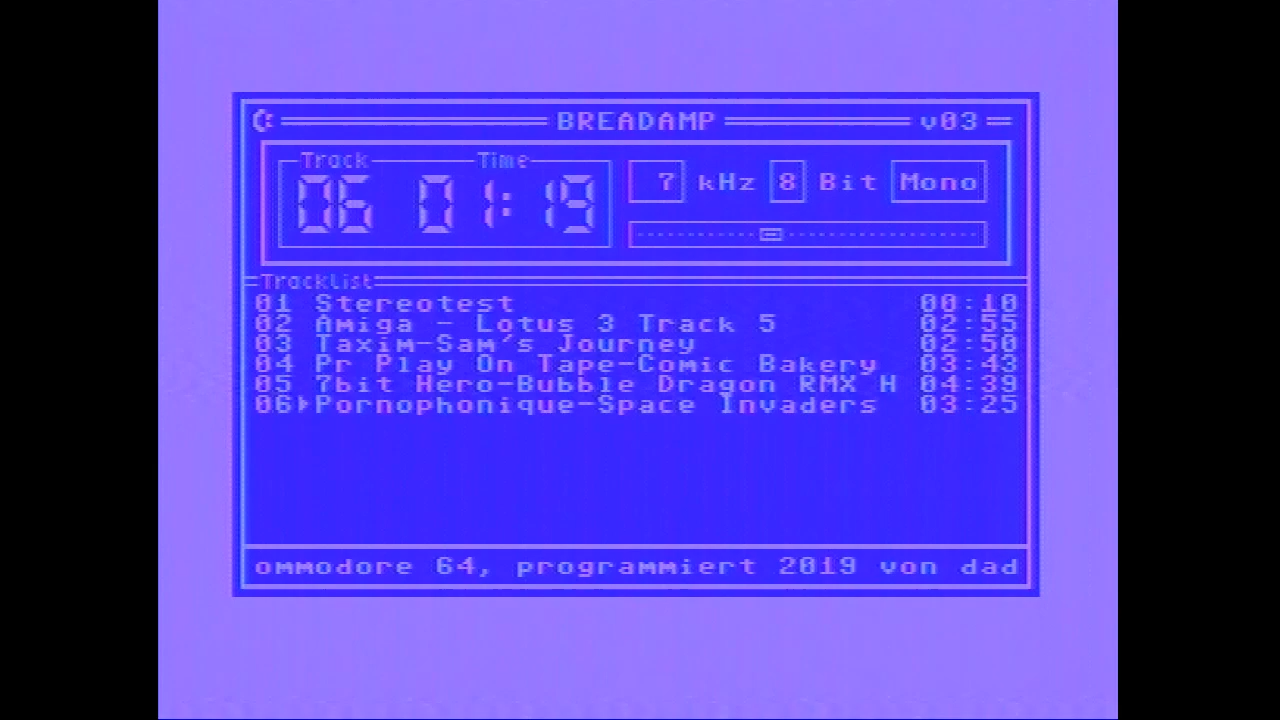 BREADAMP v03
Track Time
06 01:19 7 kHz 8 Bit Mono
Tracklist
01 Stereotest 00:10
02 Amiga - Lotus 3 Track 5 02:55
03 Taxim-Sam's Journey 02:50
04 Pr Play On Tape-Comic Bakery 03:43
05 7bit Hero-Bubble Dragon RMX H 04:39
06 Pornophonique-Space Invaders 03:25
ommodore 64, programmiert 2019 von dad